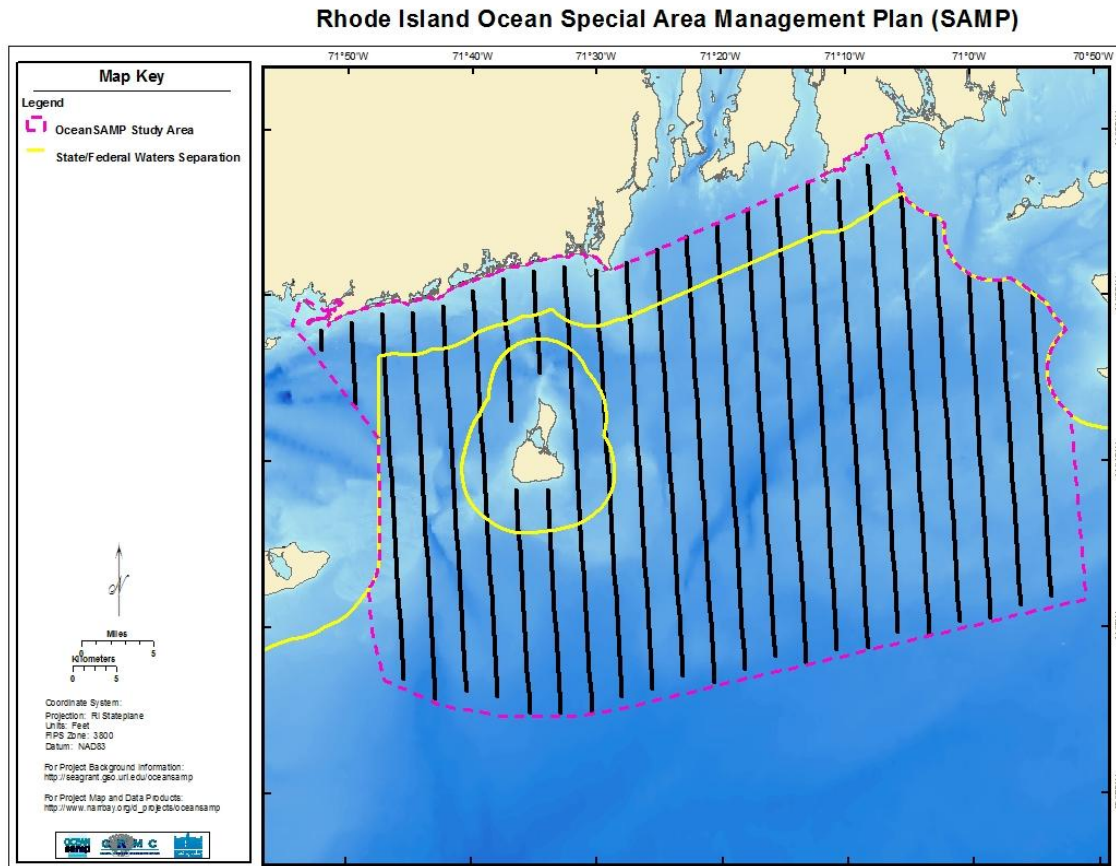 Rhode Island Ocean Special Area Management Plan (SAMP)
71°50'W 71°40'W 71°30'W 71°20'W 71°10'W 71°0'W 70°50'W
Map Key
Legend
OceanSAMP Study Area
State/Federal Waters Separation
N
Miles
0 5
Kilometers
0 5
Coordinate System:
Projection: RI Stateplane
Units: Feet
FIPS Zone: 3800
Datum: NAD83
For Project Background Information:
http://seagrant.gso.uri.edu/oceansamp
For Project Map and Data Products:
http://www.narrbay.org/d_projects/oceansamp
OCEAN
samp